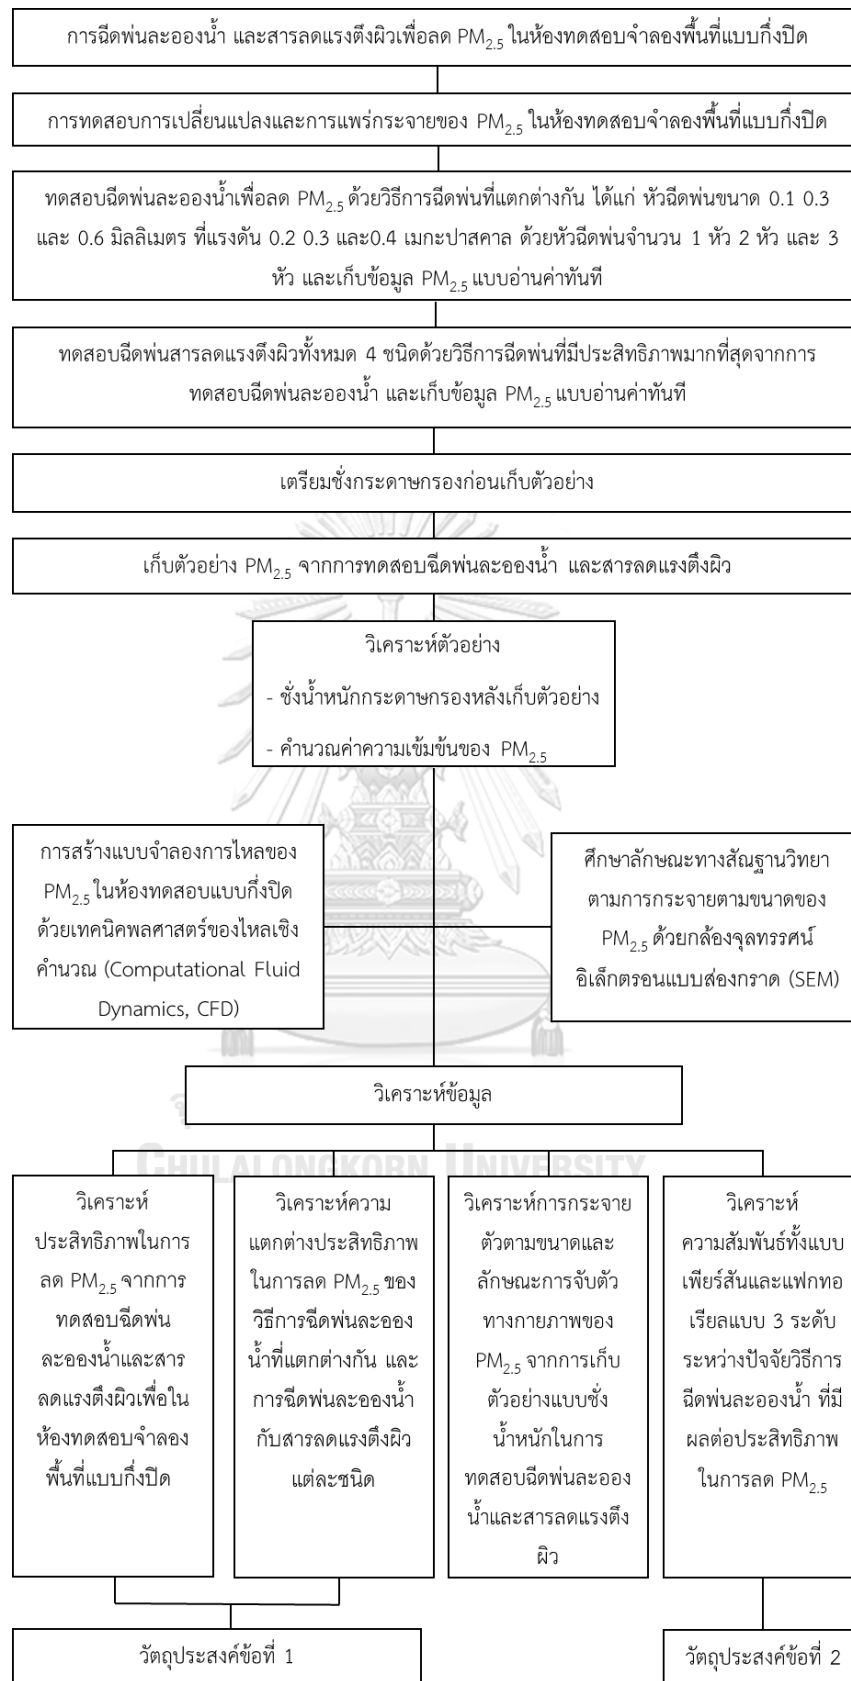 การฉีดพ่นละอองน้ำ และสารลดแรงตึงผิวเพื่อลด PM2.5 ในห้องทดสอบจำลองพื้นที่แบบกึ่งปิด
การทดสอบการเปลี่ยนแปลงและการแพร่กระจายของ PM2.5 ในห้องทดสอบจำลองพื้นที่แบบกึ่งปิด
ทดสอบฉีดพ่นละอองน้ำเพื่อลด PM2.5 ด้วยวิธีการฉีดพ่นที่แตกต่างกัน ได้แก่ หัวฉีดพ่นขนาด 0.1 0.3
และ 0.6 มิลลิเมตร ที่แรงดัน 0.2 0.3 และ0.4 เมกะปาสคาล ด้วยหัวฉีดพ่นจำนวน 1 หัว 2 หัว และ 3
หัว และเก็บข้อมูล PM2.5 แบบอ่านค่าทันที
ทดสอบฉีดพ่นสารลดแรงตึงผิวทั้งหมด 4 ชนิดด้วยวิธีการฉีดพ่นที่มีประสิทธิภาพมากที่สุดจากการ
ทดสอบฉีดพ่นละอองน้ำ และเก็บข้อมูล PM2.5 แบบอ่านค่าทันที
เตรียมชั่งกระดาษกรองก่อนเก็บตัวอย่าง
เก็บตัวอย่าง PM2.5 จากการทดสอบฉีดพ่นละอองน้ำ และสารลดแรงตึงผิว
วิเคราะห์ตัวอย่าง
- ชั่งน้ำหนักกระดาษกรองหลังเก็บตัวอย่าง
- คำนวณค่าความเข้มข้นของ PM2.5
การสร้างแบบจำลองการไหลของ
PM2.5 ในห้องทดสอบแบบกึ่งปิด
ด้วยเทคนิคพลศาสตร์ของไหลเชิง
คำนวณ (Computational Fluid
Dynamics, CFD)
ศึกษาลักษณะทางสัณฐานวิทยา
ตามการกระจายตามขนาดของ
PM2.5 ด้วยกล้องจุลทรรศน์
อิเล็กตรอนแบบส่องกราด (SEM)
วิเคราะห์ข้อมูล
CHULALONGKORN UNIVERSITY
วิเคราะห์
ประสิทธิภาพในการ
ลด PM2.5 จากการ
ทดสอบฉีดพ่น
ละอองน้ำและสาร
ลดแรงตึงผิวเพื่อใน
ห้องทดสอบจำลอง
พื้นที่แบบกึ่งปิด
วิเคราะห์ความ
แตกต่างประสิทธิภาพ
ในการลด PM2.5 ของ
วิธีการฉีดพ่นละออง
น้ำที่แตกต่างกัน และ
การฉีดพ่นละอองน้ำ
กับสารลดแรงตึงผิว
แต่ละชนิด
วิเคราะห์การกระจาย
ตัวตามขนาดและ
ลักษณะการจับตัว
ทางกายภาพของ
PM2.5 จากการเก็บ
ตัวอย่างแบบชั่ง
น้ำหนักในการ
ทดสอบฉีดพ่นละออง
น้ำและสารลดแรงตึง
ผิว
วิเคราะห์
ความสัมพันธ์ทั้งแบบ
เพียร์สันและแฟกทอ
เรียลแบบ 3 ระดับ
ระหว่างปัจจัยวิธีการ
ฉีดพ่นละอองน้ำ ที่มี
ผลต่อประสิทธิภาพ
ในการลด PM2.5
วัตถุประสงค์ข้อที่ 1
วัตถุประสงค์ข้อที่ 2